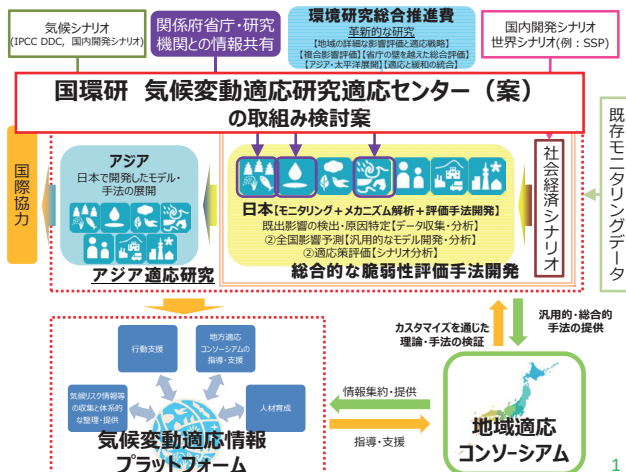 気候シナリオ
(IPCC DDC, 国内開発シナリオ)
関係府省庁・研究
機関との情報共有
環境研究総合推進費
革新的な研究
【地域の詳細な影響評価と適応戦略】
【複合影響評価】【省庁の壁を越えた総合評価】
【アジア・太平洋展開】【適応と緩和の統合】
国内開発シナリオ
世界シナリオ(例：SSP)
国環研 気候変動適応研究適応センター（案）
の取組み検討案
国際協力
アジア
日本で開発したモデル・
手法の展開
アジア適応研究
日本【モニタリング＋メカニズム解析＋評価手法開発】
既出影響の検出・原因特定【データ収集・分析】
②全国影響予測【汎用的なモデル開発・分析】
②適応策評価【シナリオ分析】
総合的な脆弱性評価手法開発
社会経済シナリオ
既存モニタリングデータ
カスタマイズを通じた
理論・手法の検証
汎用的・総合的
手法の提供
行動支援
地方適応
コンソーシアムの
指導・支援
気候リスク情報等
の収集と体系的
な整理・提供
人材育成
気候変動適応情報
プラットフォーム
情報集約・提供
指導・支援
地域適応
コンソーシアム
1